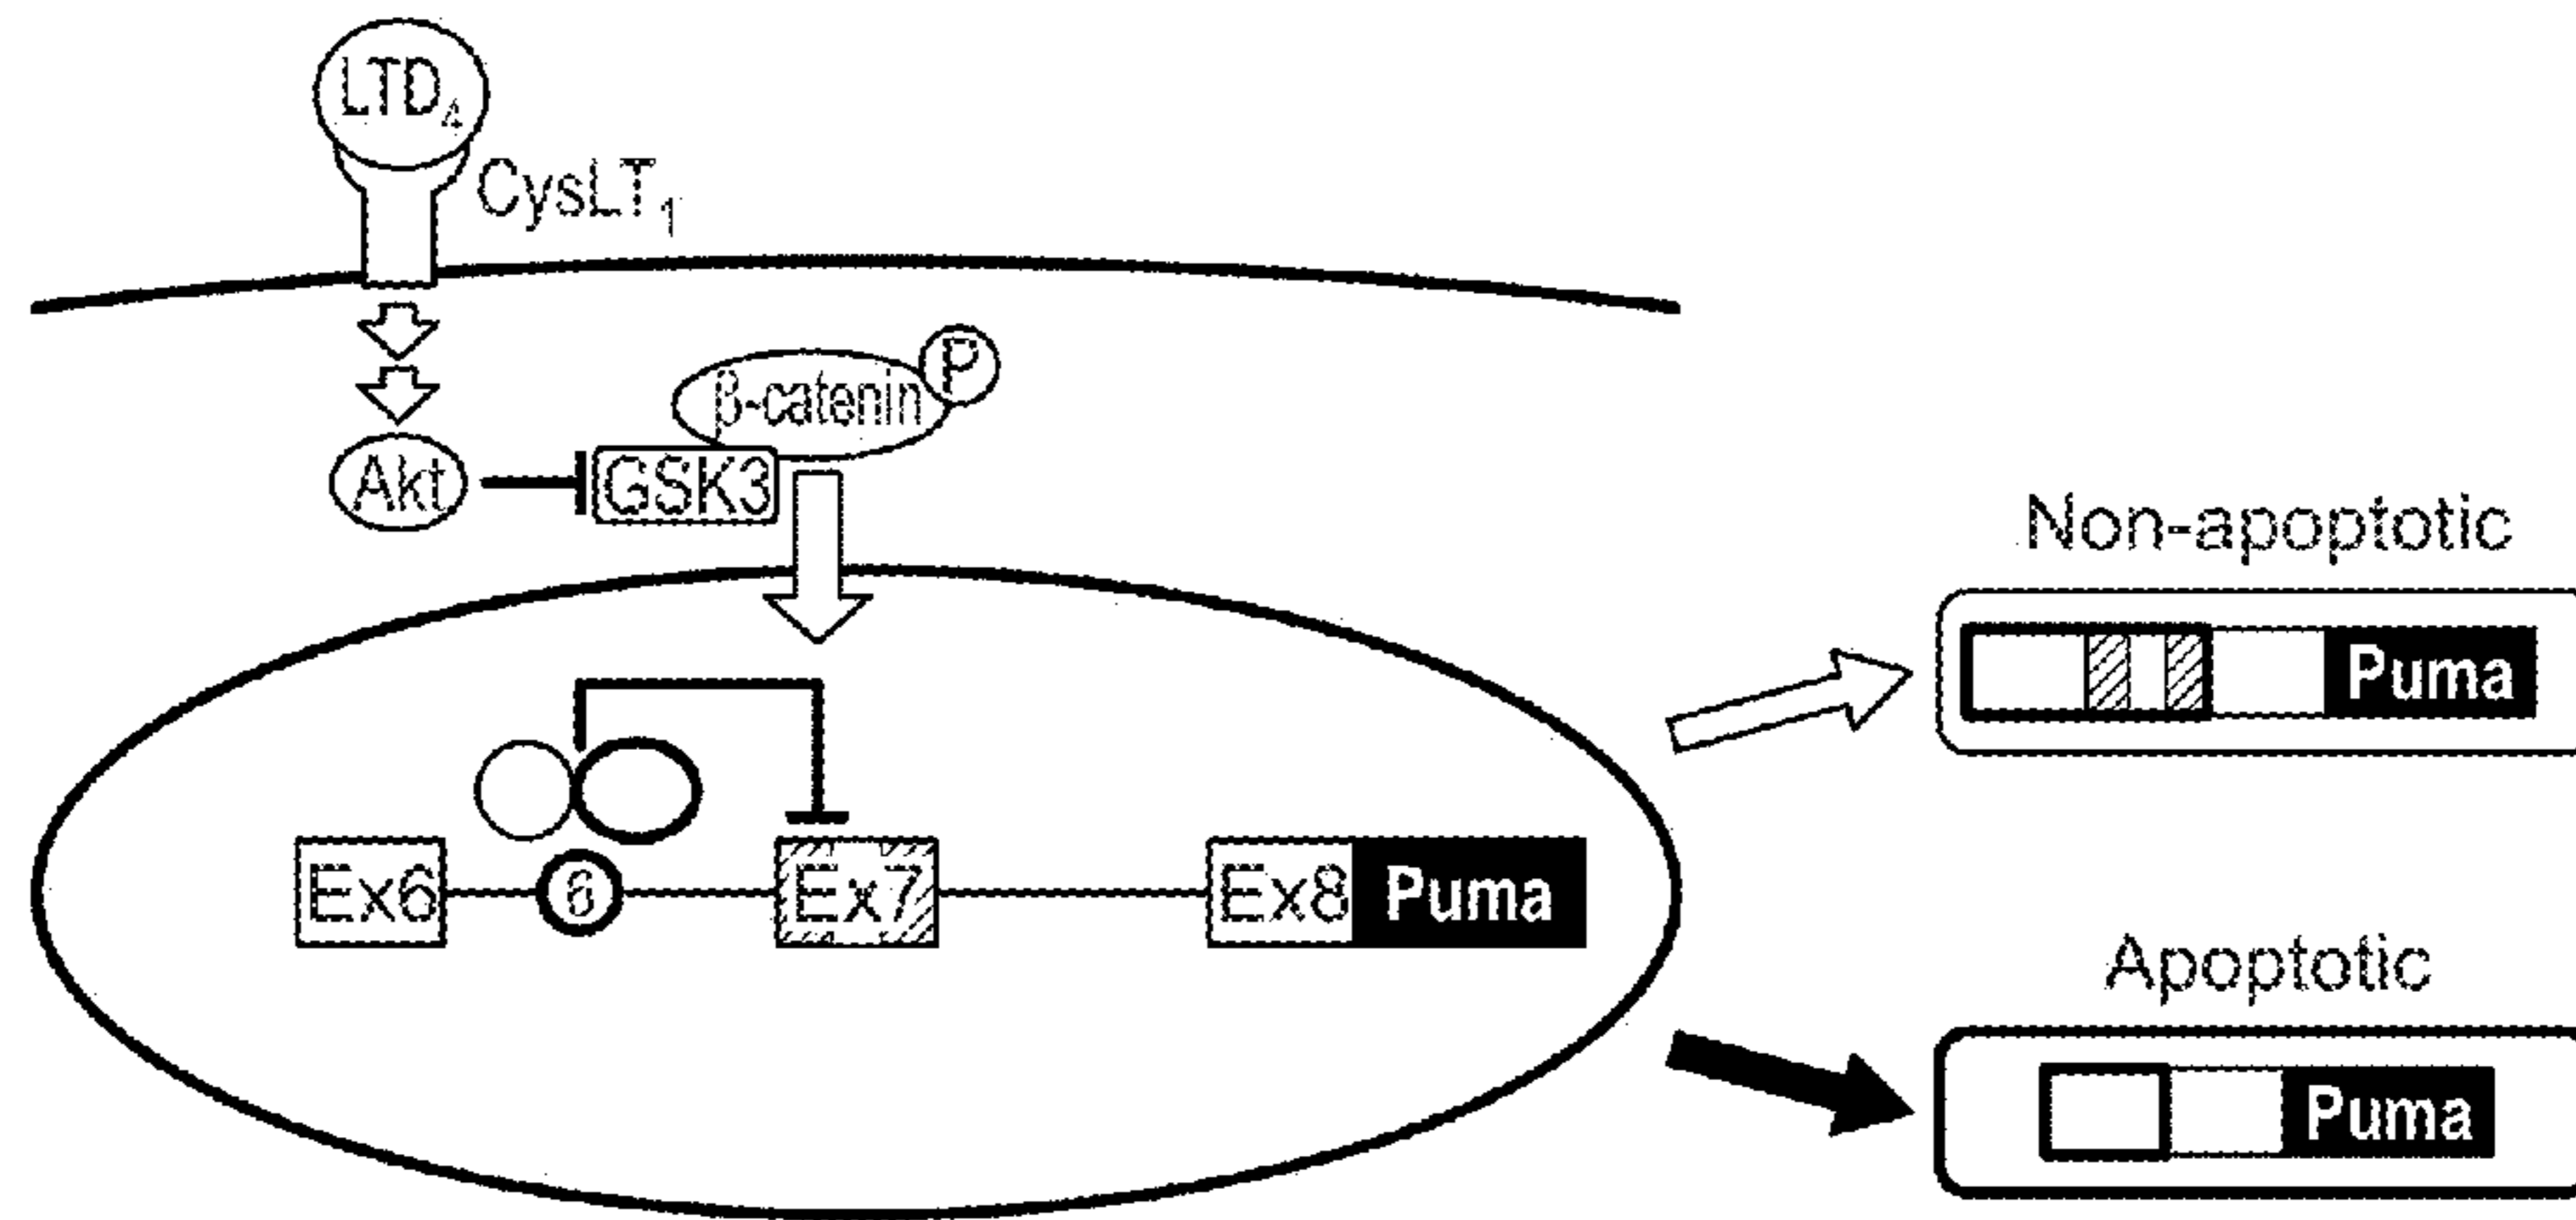 LTD4
CysLT1
β-catenin
P
Akt
GSK3
Non-apoptotic
Puma
Ex6
6
Ex7
Ex8
Puma
Apoptotic
Puma